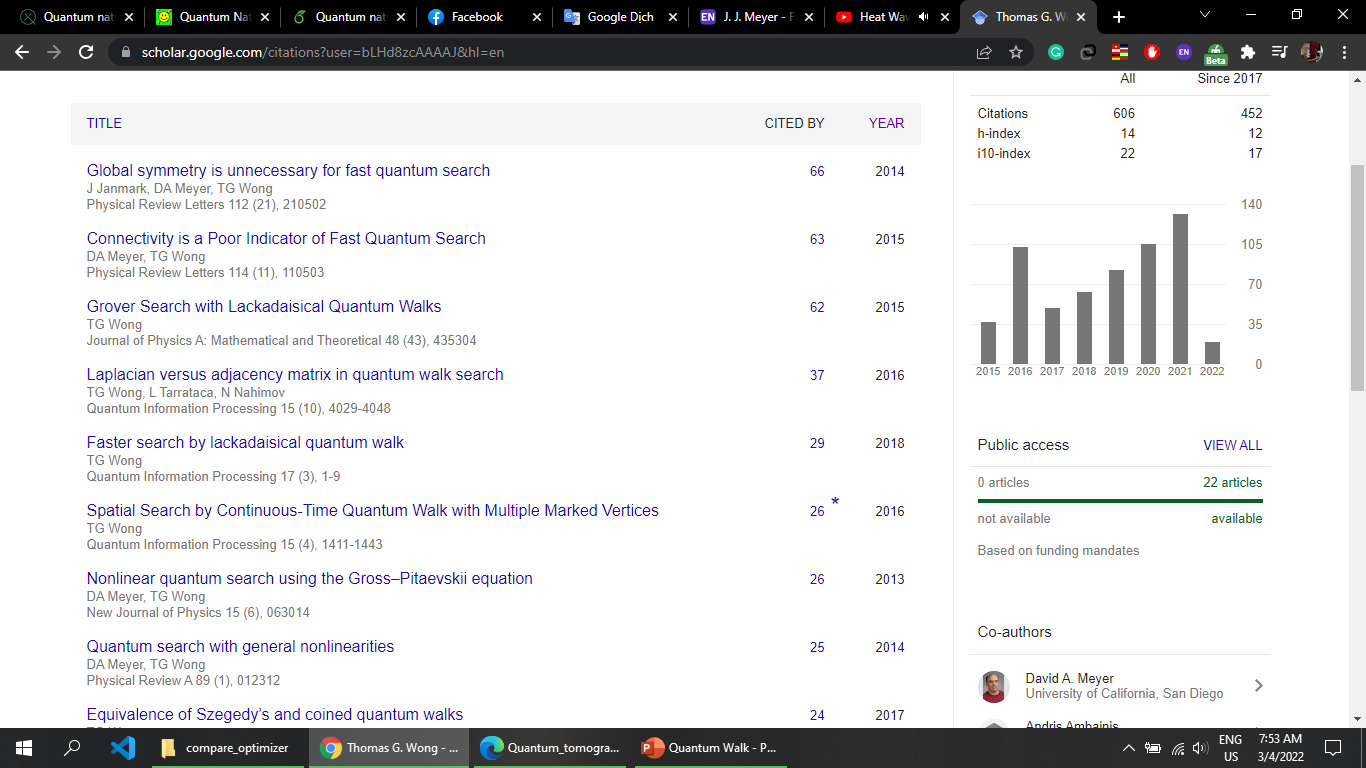 Quantum nat
Quantum Nat
Quantum nat
Facebook
Google Dịch
EN J. J. Meyer - F
Heat Wav
Thomas G. W
scholar.google.com/citations?user=bLHd8zcAAAAJ&hl=en
EN
Beta
TITLE CITED BY YEAR
Global symmetry is unnecessary for fast quantum search 66 2014
J Janmark, DA Meyer, TG Wong
Physical Review Letters 112 (21), 210502
Connectivity is a Poor Indicator of Fast Quantum Search 63 2015
DA Meyer, TG Wong
Physical Review Letters 114 (11), 110503
Grover Search with Lackadaisical Quantum Walks 62 2015
TG Wong
Journal of Physics A: Mathematical and Theoretical 48 (43), 435304
Laplacian versus adjacency matrix in quantum walk search 37 2016
TG Wong, L Tarrataca, N Nahimov
Quantum Information Processing 15 (10), 4029-4048
Faster search by lackadaisical quantum walk 29 2018
TG Wong
Quantum Information Processing 17 (3), 1-9
Spatial Search by Continuous-Time Quantum Walk with Multiple Marked Vertices 26 * 2016
TG Wong
Quantum Information Processing 15 (4), 1411-1443
Nonlinear quantum search using the Gross–Pitaevskii equation 26 2013
DA Meyer, TG Wong
New Journal of Physics 15 (6), 063014
Quantum search with general nonlinearities 25 2014
DA Meyer, TG Wong
Physical Review A 89 (1), 012312
Equivalence of Szegedy’s and coined quantum walks 24 2017
All Since 2017
Citations 606 452
h-index 14 12
i10-index 22 17
140
105
70
35
0
2015 2016 2017 2018 2019 2020 2021 2022
Public access VIEW ALL
0 articles 22 articles
not available available
Based on funding mandates
Co-authors
David A. Meyer
University of California, San Diego
Andris Ambainis
compare_optimizer
Thomas G. Wong - ...
Quantum_tomogra...
Quantum Walk - P...
ENG
US
7:53 AM
3/4/2022